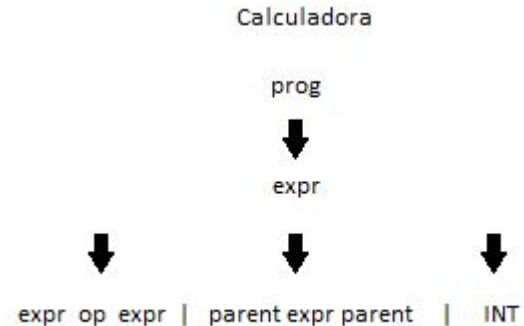 Calculadora
prog
expr
expr op expr | parent expr parent | INT